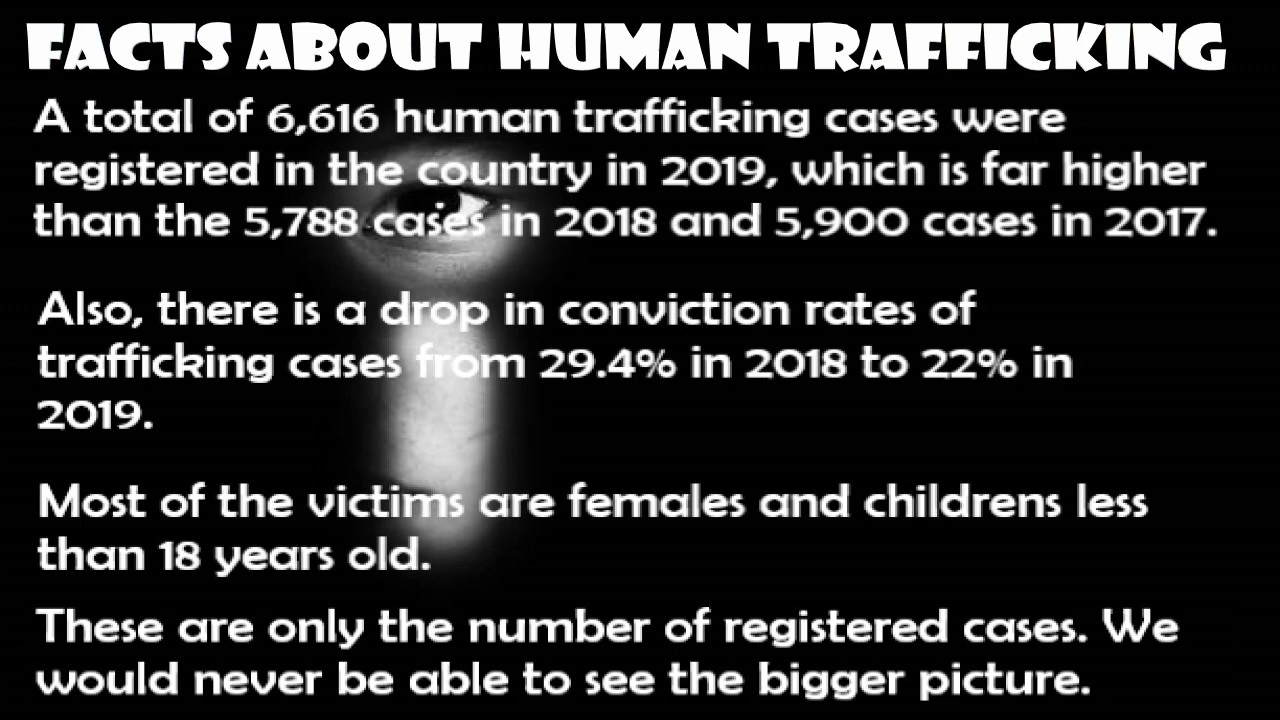 FACTS ABOUT HUMAN TRAFFICKING
A total of 6,616 human trafficking cases were
registered in the country in 2019, which is far higher
than the 5,788 cases in 2018 and 5,900 cases in 2017.
Also, there is a drop in conviction rates of
trafficking cases from 29.4% in 2018 to 22% in
2019.
Most of the victims are females and childrens less
than 18 years old.
These are only the number of registered cases. We
would never be able to see the bigger picture.